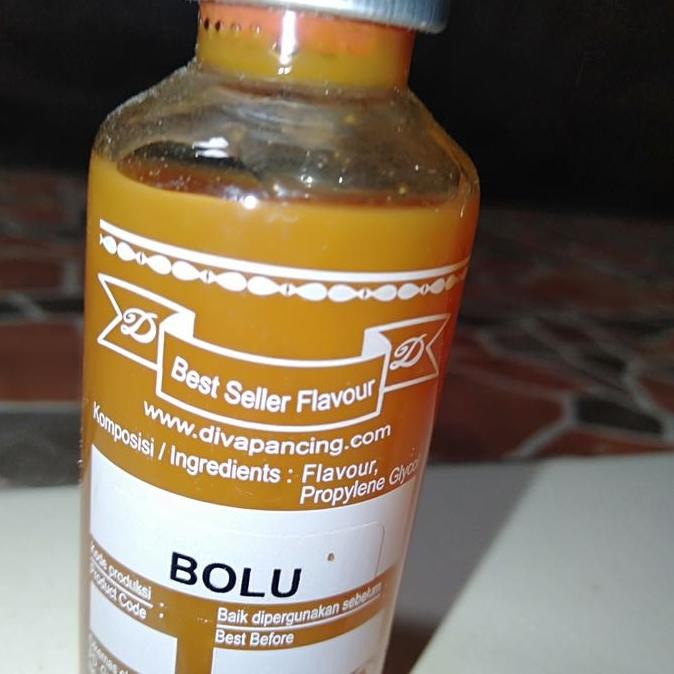 D D
Best Seller Flavour
www.divapancing.com
Komposisi / Ingredients : Flavour,
Propylene Glycol
BOLU
Kode produksi :
Product Code
Baik dipergunakan sebelum
Best Before